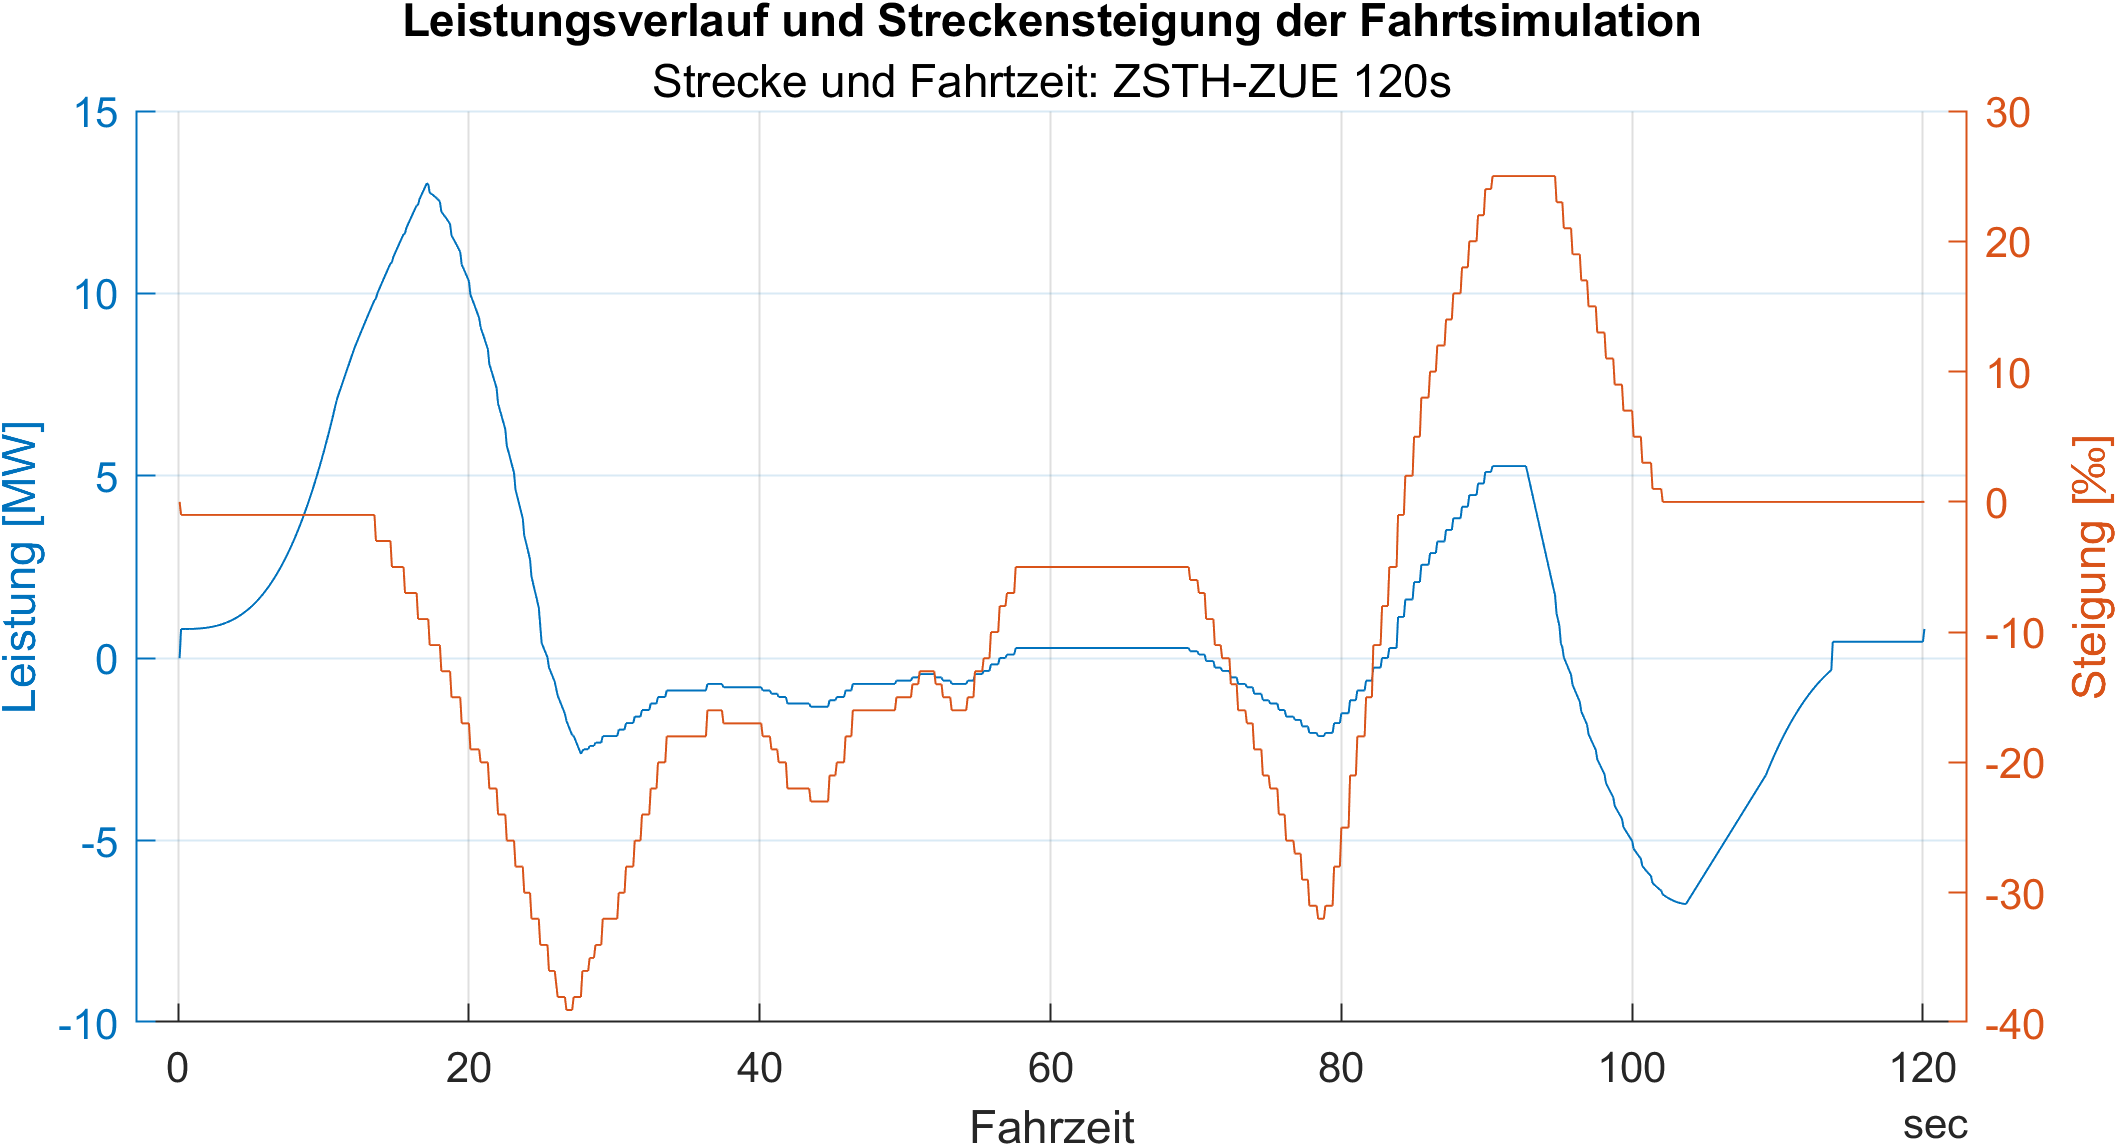 Leistungsverlauf und Streckensteigung der Fahrtsimulation
Strecke und Fahrtzeit: ZSTH-ZUE 120s
15
10
5
0
-5
-10
Leistung [MW]
30
20
10
0
-10
-20
-30
-40
Steigung [‰]
0 20 40 60 80 100 120
Fahrzeit
sec